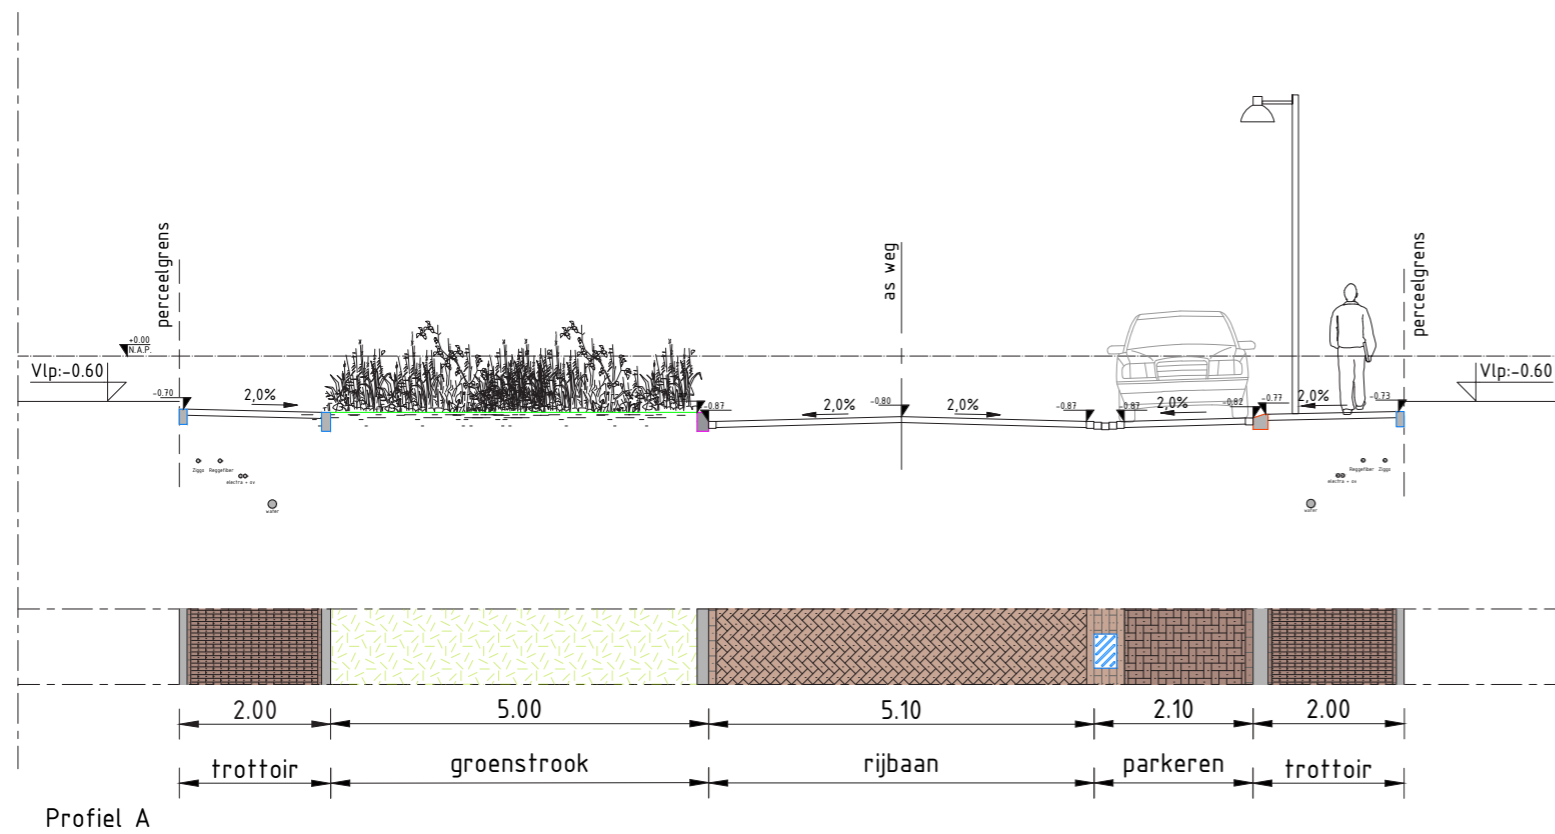 perceelgrens
as weg
perceelgrens
+0.00
N.A.P.
Vlp:-0.60
Vlp:-0.60
-0.70
2,0%
-0.87
2,0%
-0.80
2,0%
-0.87
-0.87
2,0%
-0.82
-0.77
2,0%
-0.73
Ziggo
Reggefiber
electra + ov
water
Reggefiber
Ziggo
electra + ov
water
2.00
5.00
5.10
2.10
2.00
trottoir
groenstrook
rijbaan
parkeren
trottoir
Profiel A